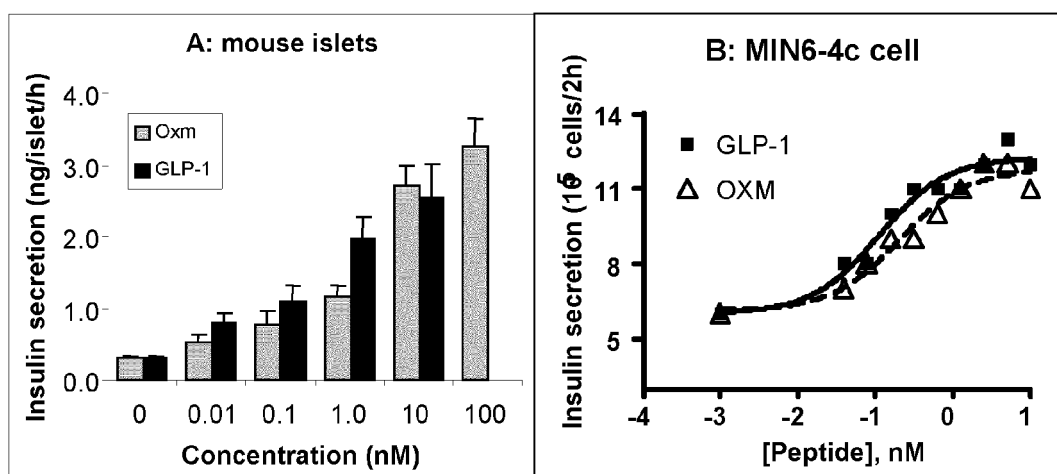 A: mouse islets
Insulin secretion (ng/islet/h)
4.0
3.0
2.0
1.0
0.0
Oxm
GLP-1
0
0.01
0.1
1.0
10
100
Concentration (nM)
B: MIN6-4c cell
Insulin secretion (10 5 cells/2h)
14
11
8
5
GLP-1
OXM
-4
-3
-2
-1
0
1
[Peptide], nM